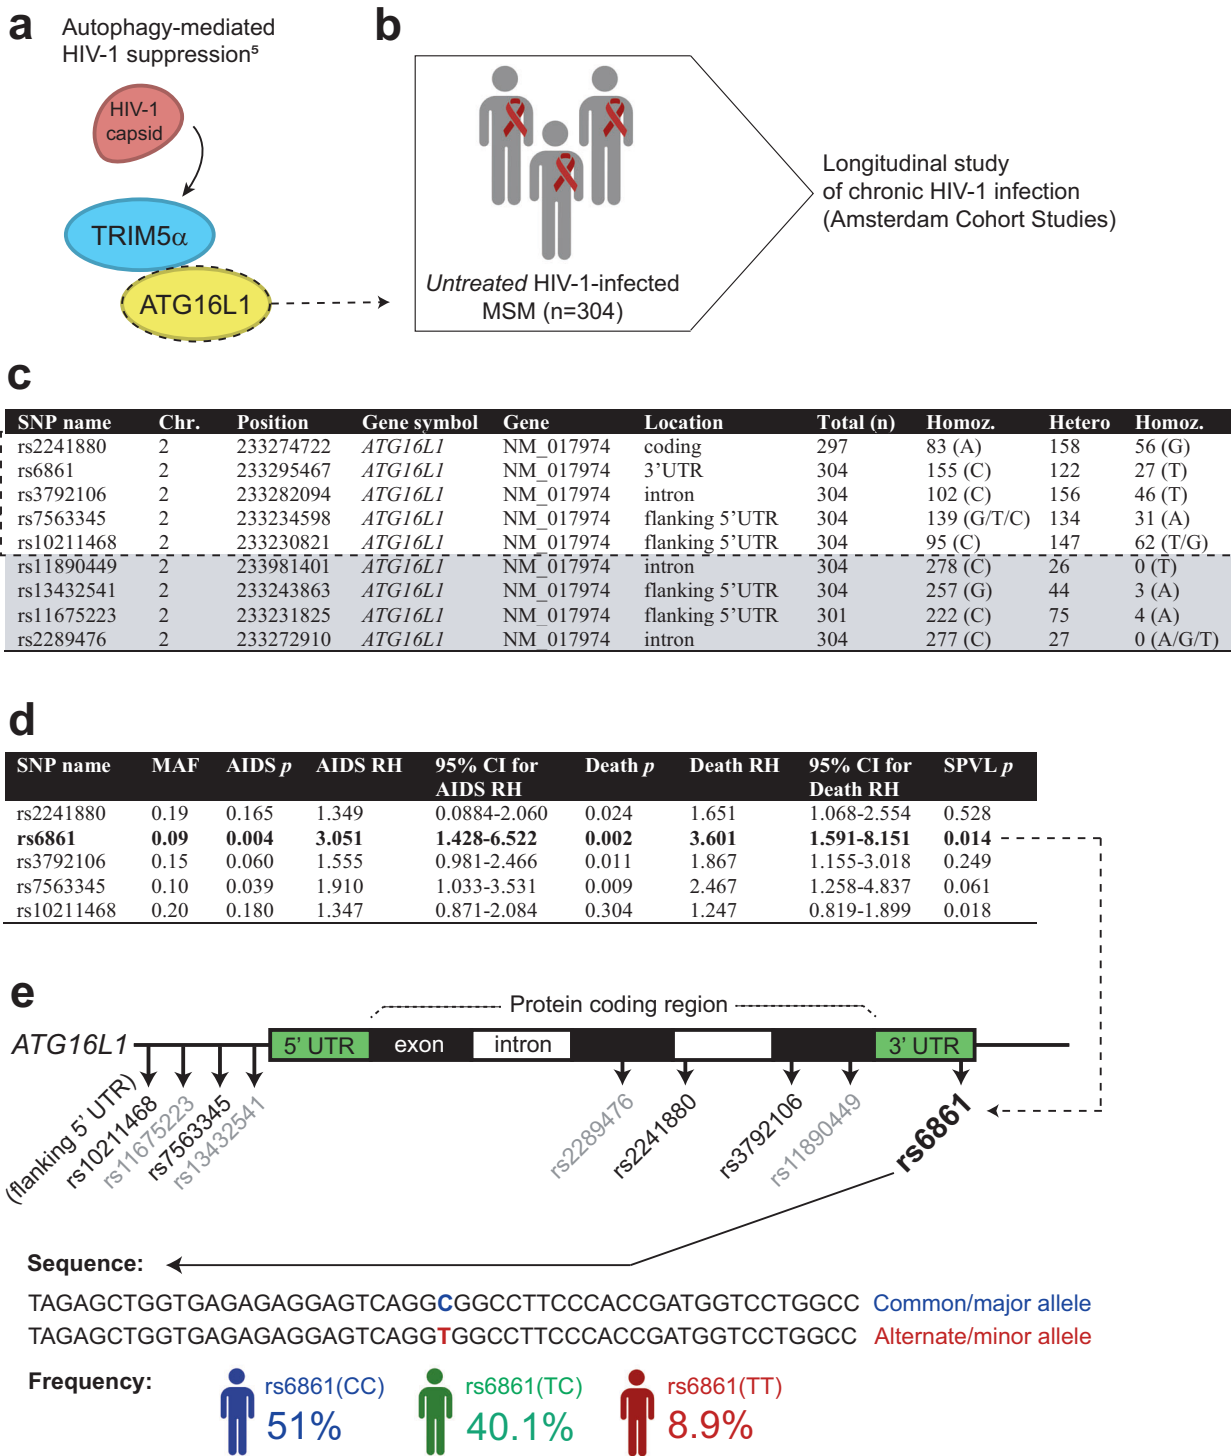 a
Autophagy-mediated
HIV-1 suppression⁵
HIV-1
capsid
TRIM5α
ATG16L1
b
Untreated HIV-1-infected
MSM (n=304)
Longitudinal study
of chronic HIV-1 infection
(Amsterdam Cohort Studies)
c
SNP name Chr. Position Gene symbol Gene Location Total (n) Homoz. Hetero Homoz.
rs2241880 2 233274722 ATG16L1 NM_017974 coding 297 83 (A) 158 56 (G)
rs6861 2 233295467 ATG16L1 NM_017974 3’UTR 304 155 (C) 122 27 (T)
rs3792106 2 233282094 ATG16L1 NM_017974 intron 304 102 (C) 156 46 (T)
rs7563345 2 233234598 ATG16L1 NM_017974 flanking 5’UTR 304 139 (G/T/C) 134 31 (A)
rs10211468 2 233230821 ATG16L1 NM_017974 flanking 5’UTR 304 95 (C) 147 62 (T/G)
rs11890449 2 233981401 ATG16L1 NM_017974 intron 304 278 (C) 26 0 (T)
rs13432541 2 233243863 ATG16L1 NM_017974 flanking 5’UTR 304 257 (G) 44 3 (A)
rs11675223 2 233231825 ATG16L1 NM_017974 flanking 5’UTR 301 222 (C) 75 4 (A)
rs2289476 2 233272910 ATG16L1 NM_017974 intron 304 277 (C) 27 0 (A/G/T)
d
SNP name MAF AIDS p AIDS RH 95% CI for AIDS RH Death p Death RH 95% CI for Death RH SPVL p
rs2241880 0.19 0.165 1.349 0.0884-2.060 0.024 1.651 1.068-2.554 0.528
rs6861 0.09 0.004 3.051 1.428-6.522 0.002 3.601 1.591-8.151 0.014
rs3792106 0.15 0.060 1.555 0.981-2.466 0.011 1.867 1.155-3.018 0.249
rs7563345 0.10 0.039 1.910 1.033-3.531 0.009 2.467 1.258-4.837 0.061
rs10211468 0.20 0.180 1.347 0.871-2.084 0.304 1.247 0.819-1.899 0.018
e
Protein coding region
ATG16L1 5’ UTR exon intron 3’ UTR
(flanking 5’ UTR)
rs10211468
rs11675223
rs7563345
rs13432541
rs2289476
rs2241880
rs3792106
rs11890449
rs6861
Sequence:
TAGAGCTGGTGAGAGAGGAGTCAGGCGGCCTTCCCACCGATGGTCCTGGCC Common/major allele
TAGAGCTGGTGAGAGAGGAGTCAGGTGGCCTTCCCACCGATGGTCCTGGCC Alternate/minor allele
Frequency: rs6861(CC) rs6861(TC) rs6861(TT)
51% 40.1% 8.9%